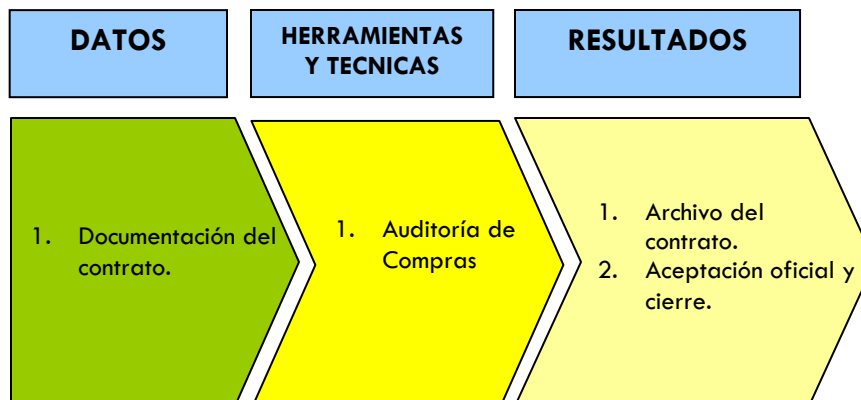 DATOS
HERRAMIENTAS
Y TECNICAS
RESULTADOS
1. Documentación del
contrato.
1. Auditoría de
Compras
1. Archivo del
contrato.
2. Aceptación oficial y
cierre.